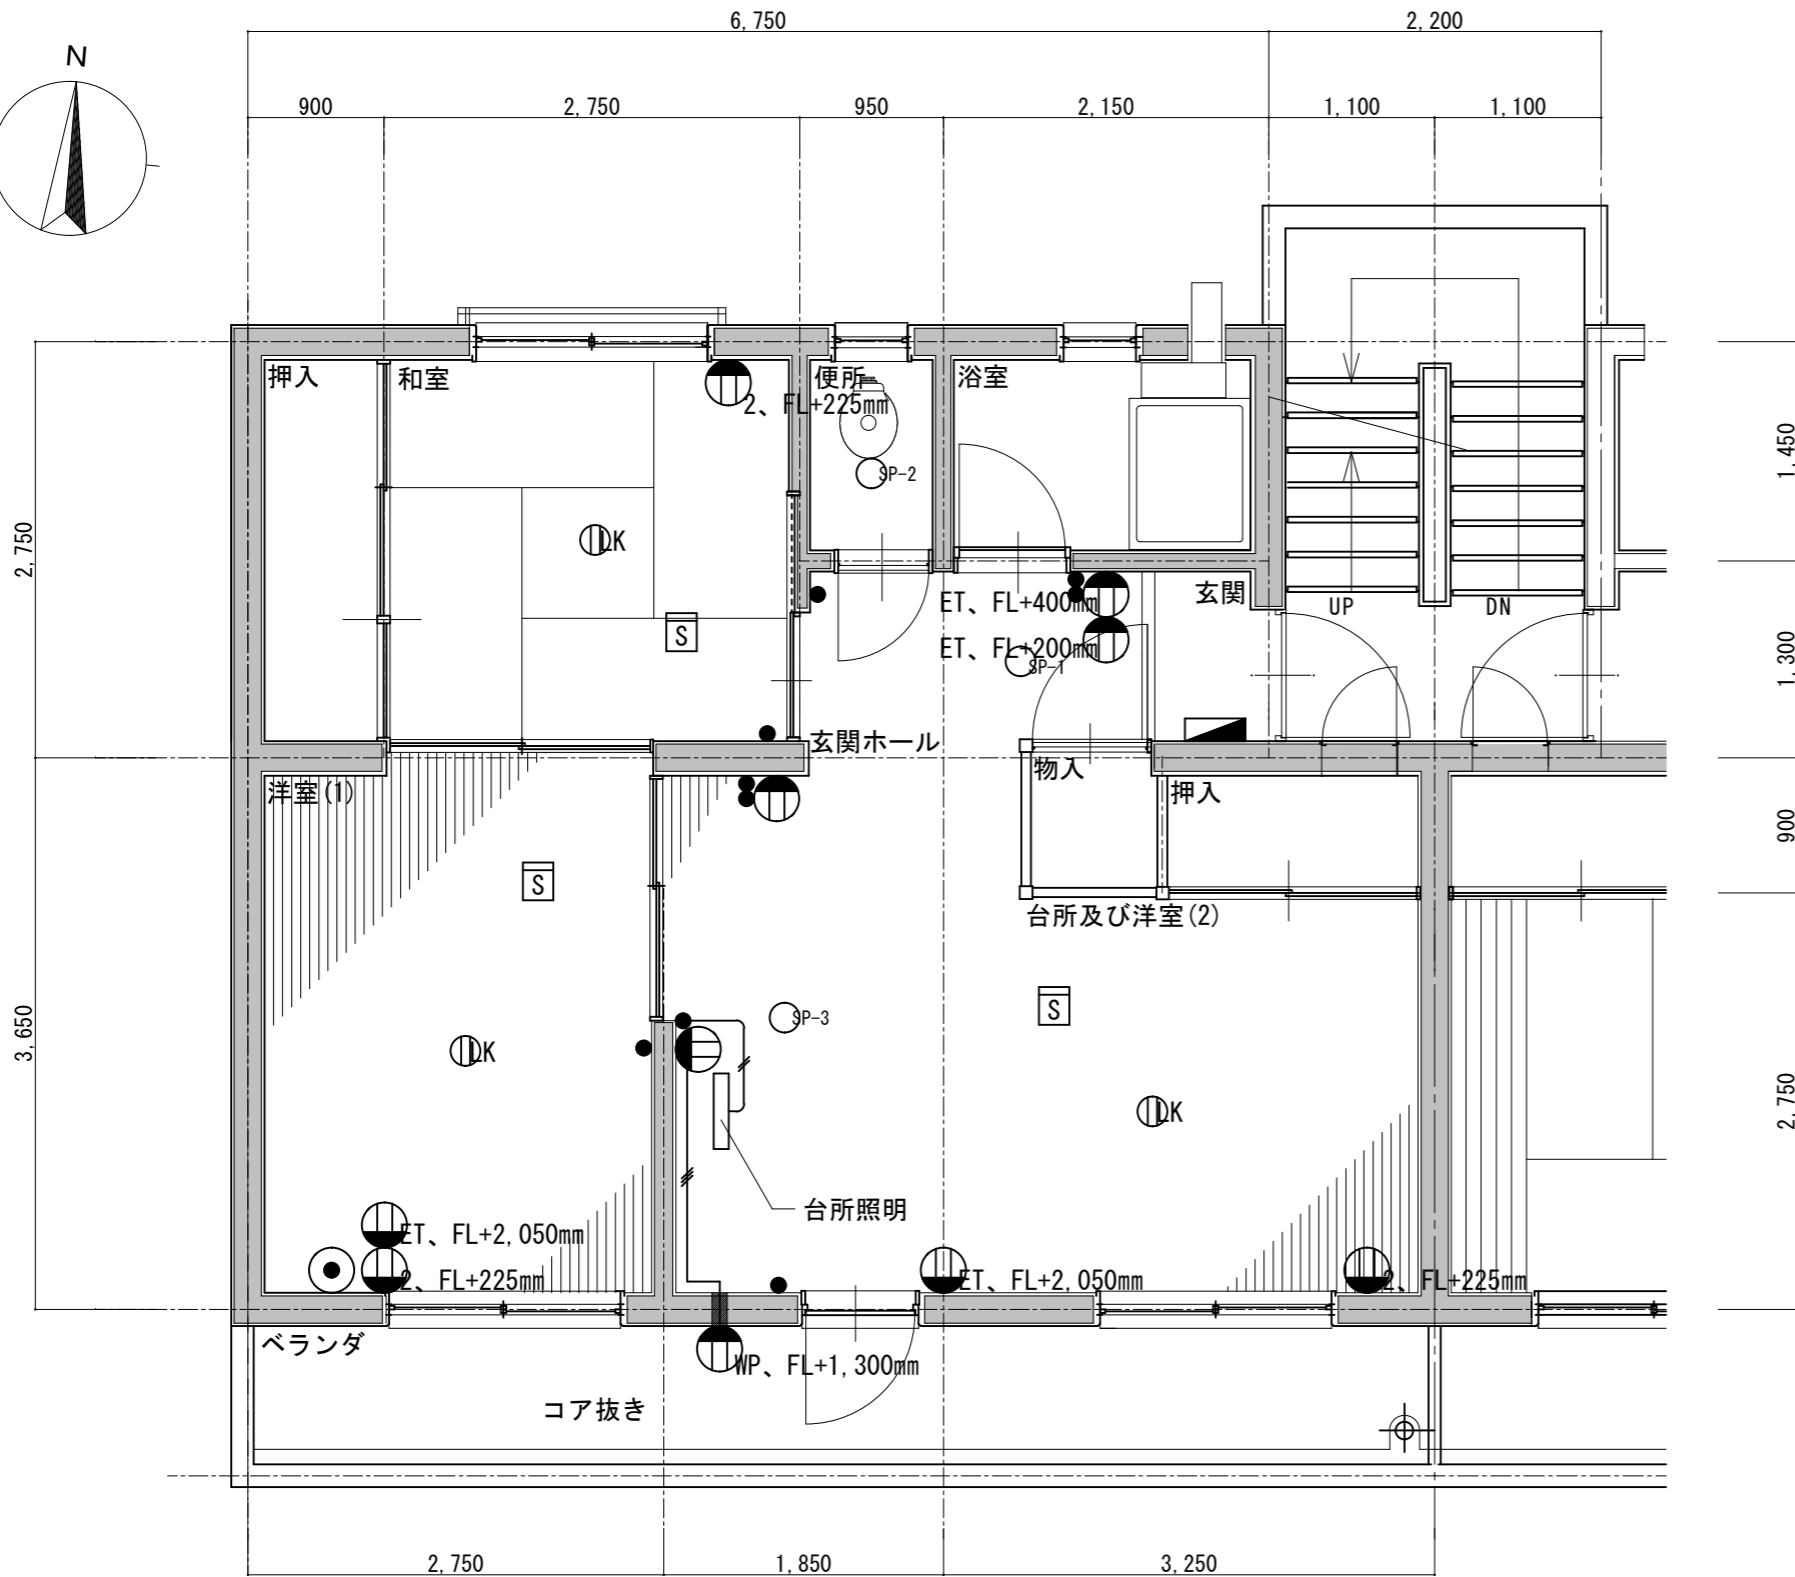 6,750
2,200
N
900
2,750
950
2,150
1,100
1,100
押入
和室
便所
浴室
2、FL+225mm
1,450
SP-2
2,750
LK
玄関
ET、FL+400mm
UP
DN
S
ET、FL+200mm
SP-1
1,300
玄関ホール
物入
洋室(1)
押入
900
S
台所及び洋室(2)
S
SP-3
3,650
LK
LK
2,750
台所照明
ET、FL+2,050mm
2、FL+225mm
ET、FL+2,050mm
2、FL+225mm
ベランダ
WP、FL+1,300mm
コア抜き
2,750
1,850
3,250